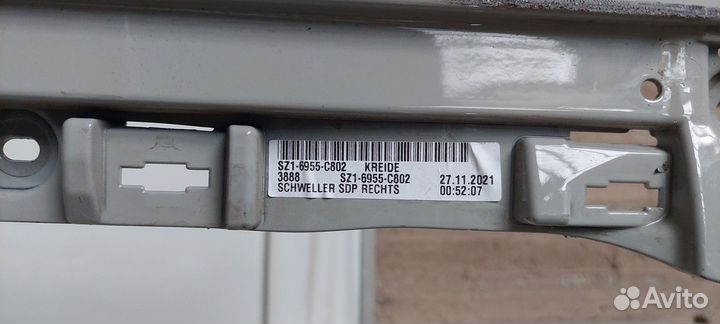 SZ1-6955-C802 KREIDE
3888 SZ1-6955-C802 27.11.2021
SCHWELLER SDP RECHTS 00:52:07
Avito